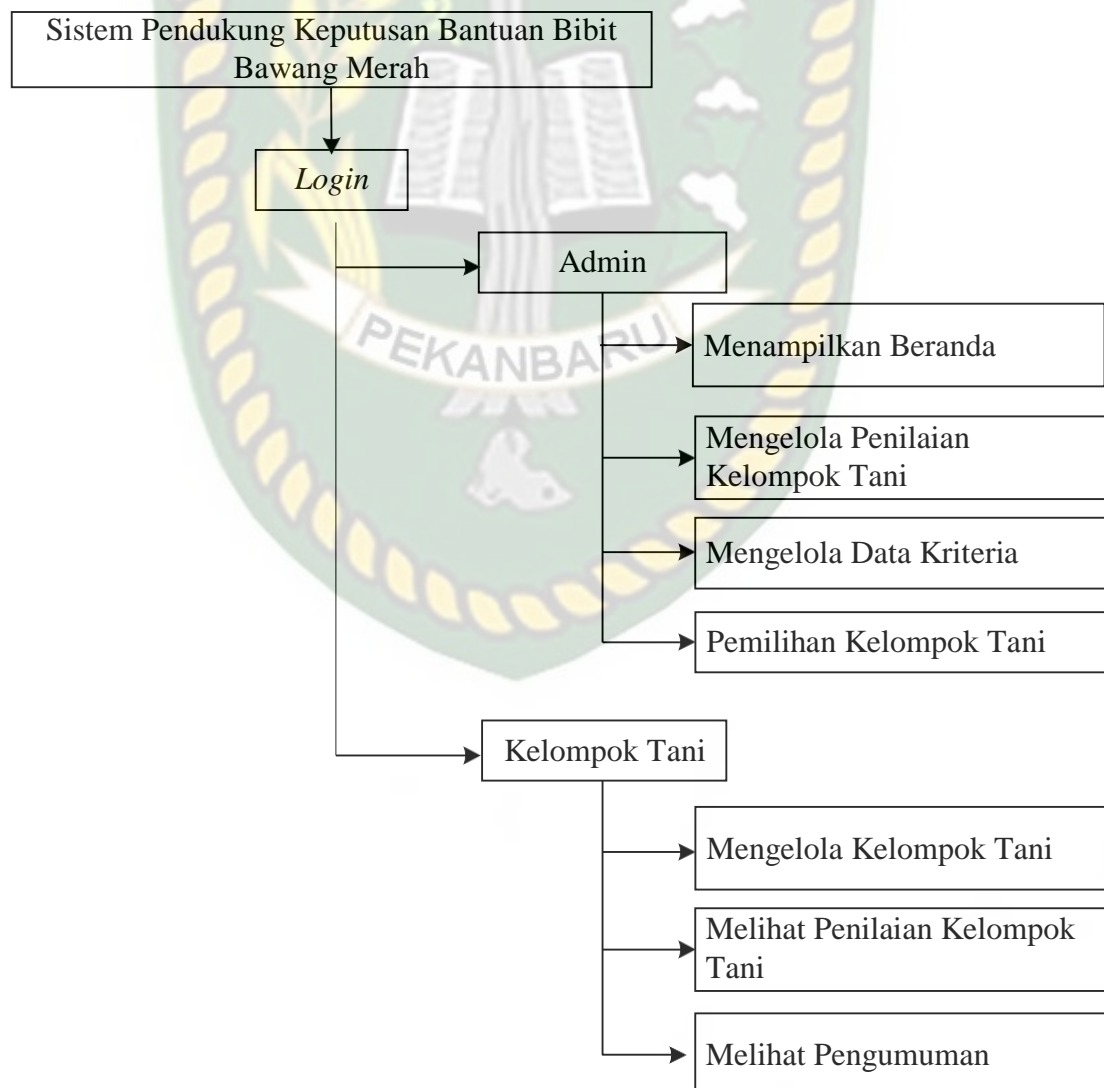 Sistem Pendukung Keputusan Bantuan Bibit
Bawang Merah
Login
Admin
PEKANBARU
Menampilkan Beranda
Mengelola Penilaian
Kelompok Tani
Mengelola Data Kriteria
Pemilihan Kelompok Tani
Kelompok Tani
Mengelola Kelompok Tani
Melihat Penilaian Kelompok
Tani
Melihat Pengumuman